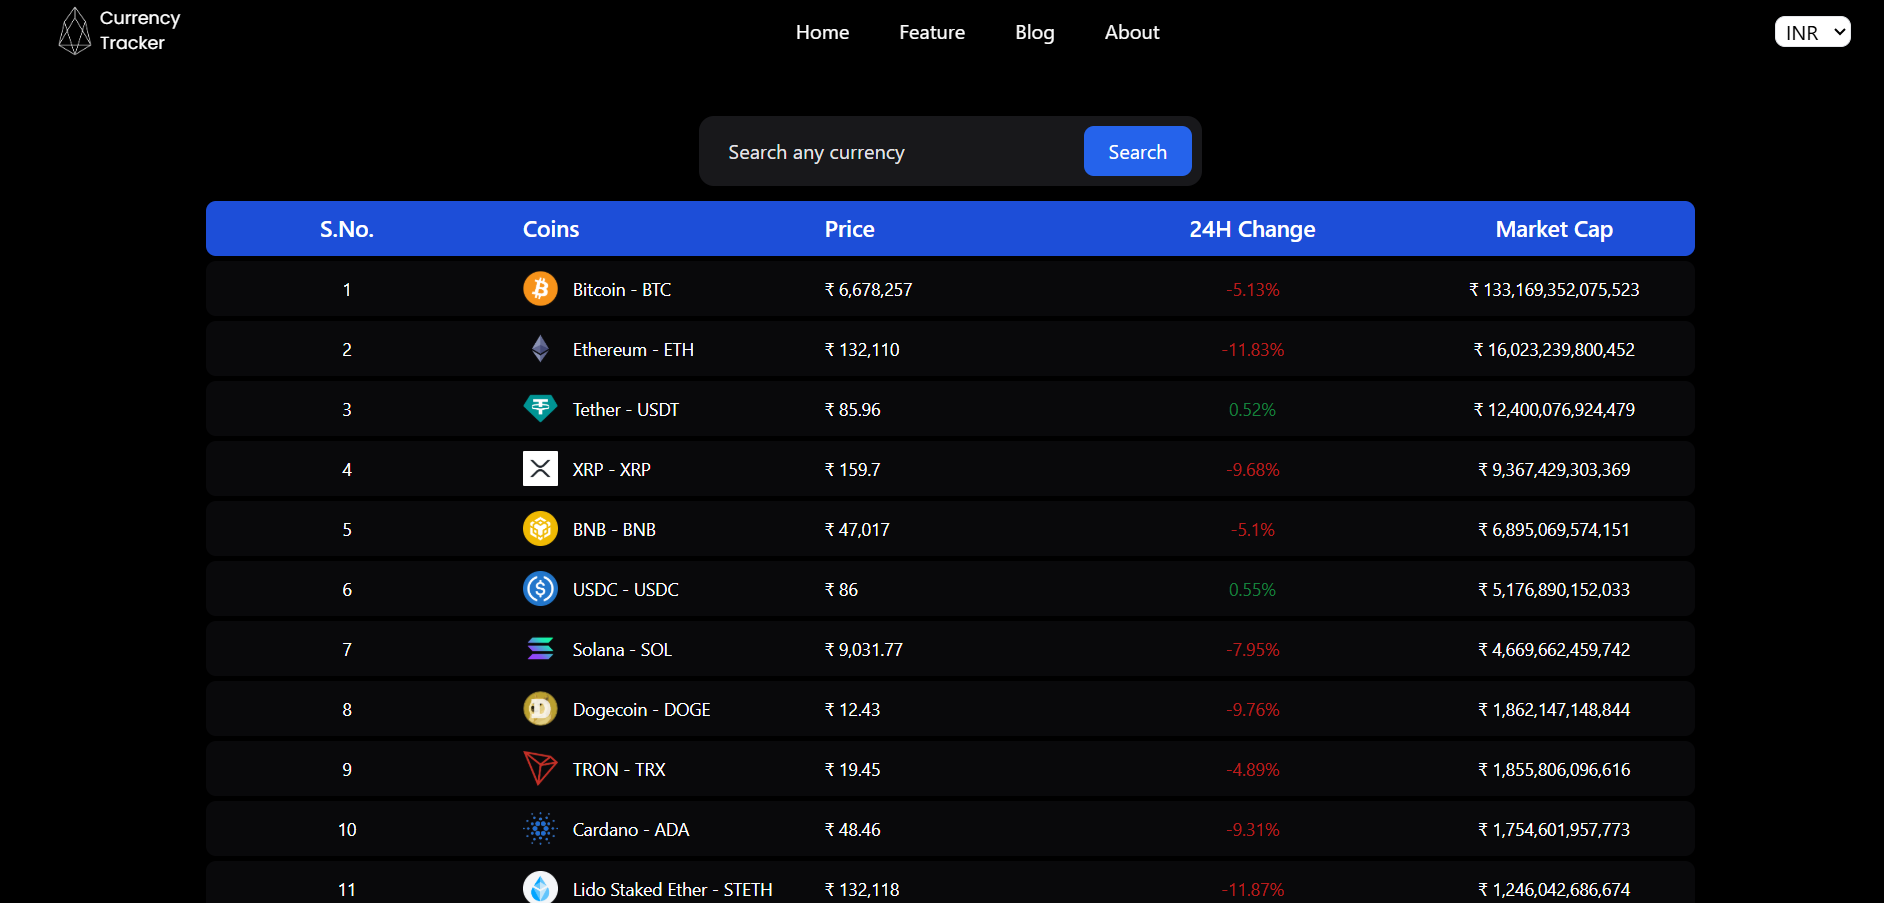 Currency
Tracker
Home Feature Blog About
INR
Search any currency Search
S.No. Coins Price 24H Change Market Cap
1 Bitcoin - BTC ₹ 6,678,257 -5.13% ₹ 133,169,352,075,523
2 Ethereum - ETH ₹ 132,110 -11.83% ₹ 16,023,239,800,452
3 Tether - USDT ₹ 85.96 0.52% ₹ 12,400,076,924,479
4 XRP - XRP ₹ 159.7 -9.68% ₹ 9,367,429,303,369
5 BNB - BNB ₹ 47,017 -5.1% ₹ 6,895,069,574,151
6 USDC - USDC ₹ 86 0.55% ₹ 5,176,890,152,033
7 Solana - SOL ₹ 9,031.77 -7.95% ₹ 4,669,662,459,742
8 Dogecoin - DOGE ₹ 12.43 -9.76% ₹ 1,862,147,148,844
9 TRON - TRX ₹ 19.45 -4.89% ₹ 1,855,806,096,616
10 Cardano - ADA ₹ 48.46 -9.31% ₹ 1,754,601,957,773
11 Lido Staked Ether - STETH ₹ 132,118 -11.87% ₹ 1,246,042,686,674